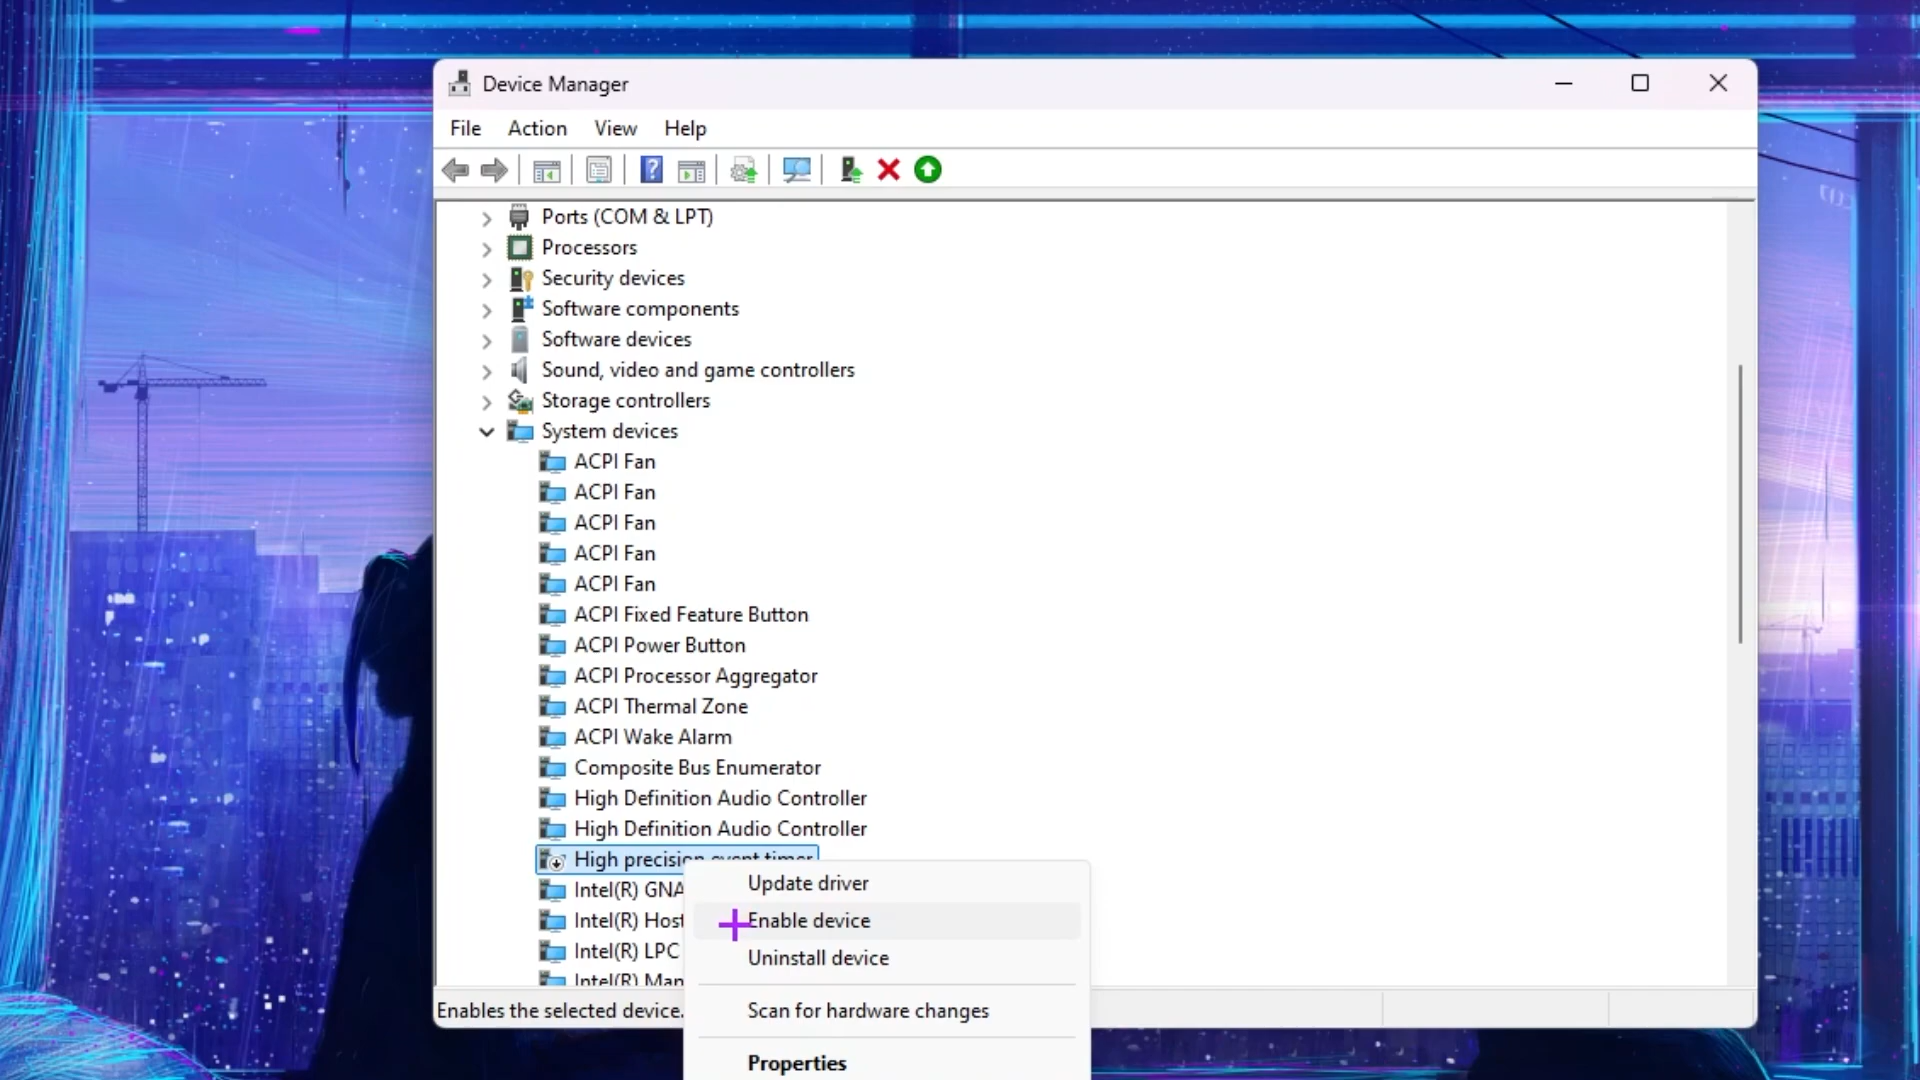 Device Manager
File Action View Help
Ports (COM & LPT)
Processors
Security devices
Software components
Software devices
Sound, video and game controllers
Storage controllers
System devices
ACPI Fan
ACPI Fan
ACPI Fan
ACPI Fan
ACPI Fan
ACPI Fixed Feature Button
ACPI Power Button
ACPI Processor Aggregator
ACPI Thermal Zone
ACPI Wake Alarm
Composite Bus Enumerator
High Definition Audio Controller
High Definition Audio Controller
High precision event timer
Update driver
Intel(R) GNA
Enable device
Intel(R) Host
Intel(R) LPC
Uninstall device
Intel(R) Man
Enables the selected device.
Scan for hardware changes
Properties